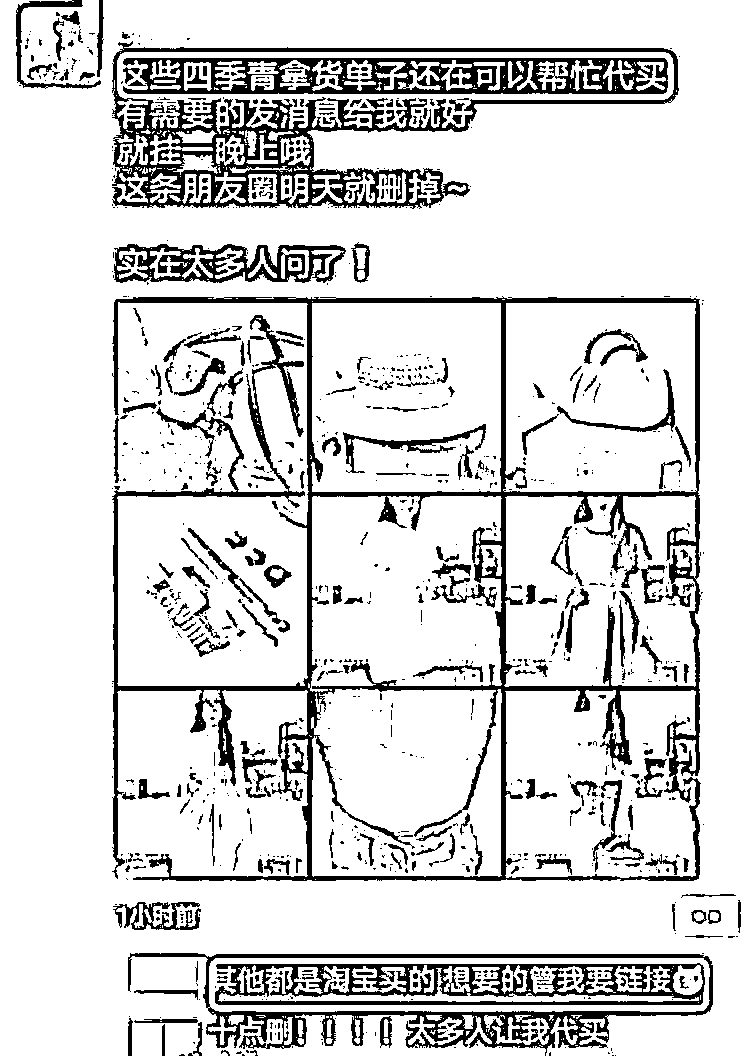 这些四季青拿货单子还在可以帮忙代买
有需要的发消息给我就好
就挂一晚上哦
这条朋友圈明天就删掉~
实在太多人问了！
1小时前
其他都是淘宝买的 想要的管我要链接
十点删！！！！ 太多人让我代买